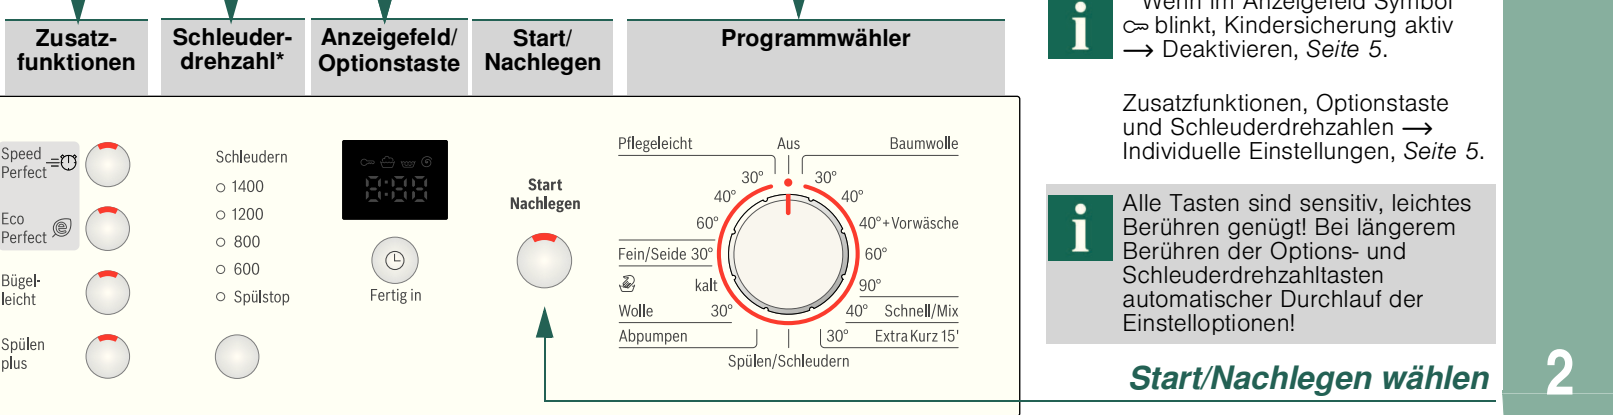 Zusatz-
funktionen
Schleuder-
drehzahl*
Anzeigefeld/
Optionstaste
Start/
Nachlegen
Programmwähler
Speed
Perfect
Eco
Perfect
Bügel-
leicht
Spülen
plus
Schleudern
1400
1200
800
600
Spülstop
8:88
Fertig in
Start
Nachlegen
Pflegeleicht
Aus
Baumwolle
30°
30°
40°
40°
60°
40°+Vorwäsche
Fein/Seide 30°
60°
kalt
90°
Wolle 30°
40° Schnell/Mix
Abpumpen
30° Extra Kurz 15'
Spülen/Schleudern
Wenn im Anzeigefeld Symbol
blinkt, Kindersicherung aktiv
→ Deaktivieren, Seite 5.
Zusatzfunktionen, Optionstaste
und Schleuderdrehzahlen →
Individuelle Einstellungen, Seite 5.
i
i
Alle Tasten sind sensitiv, leichtes
Berühren genügt! Bei längerem
Berühren der Options- und
Schleuderdrehzahltasten
automatischer Durchlauf der
Einstelloptionen!
Start/Nachlegen wählen
2